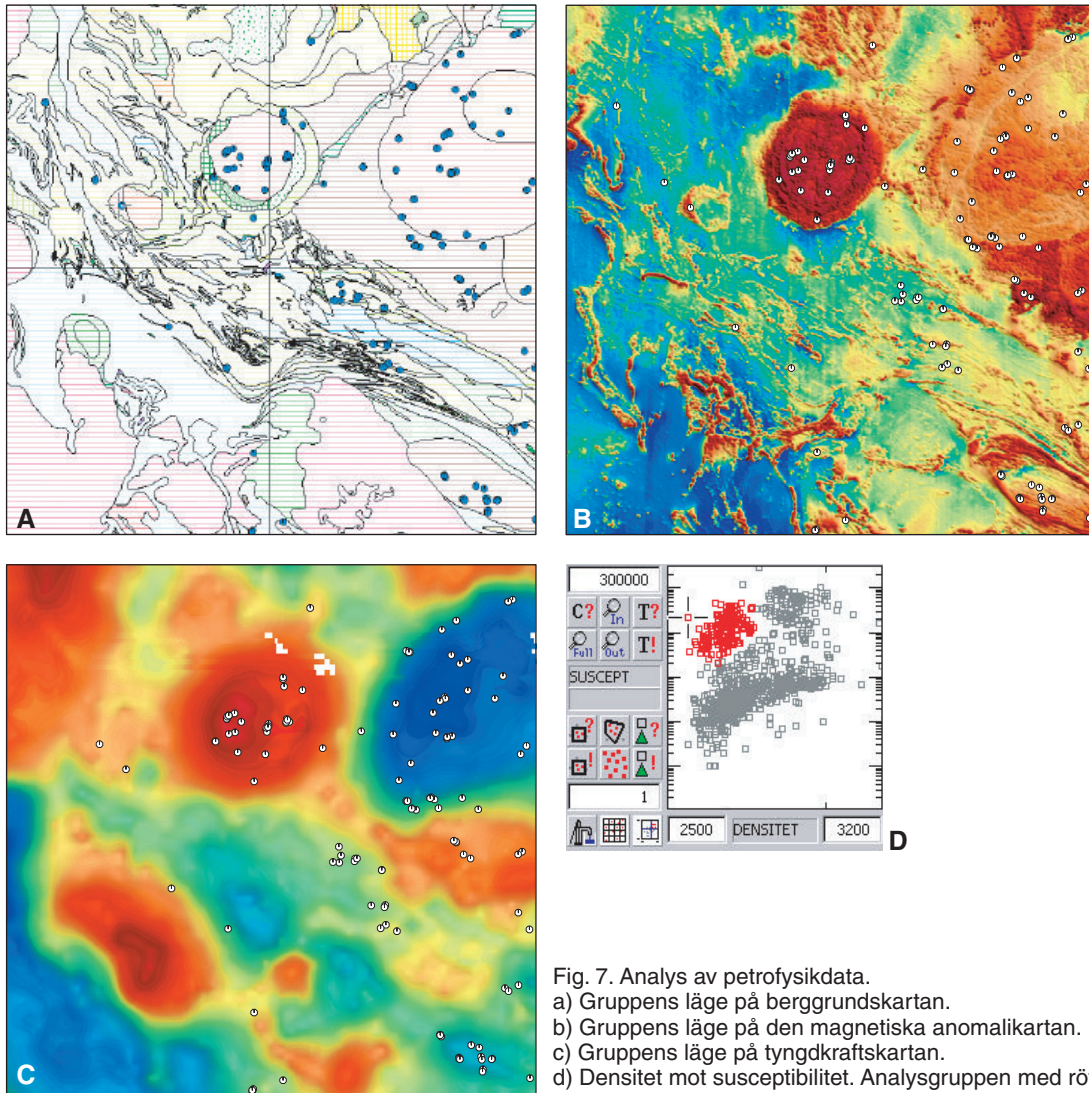 A
B
C
300000
C? In T?
Full Out T!
SUSCEPT
1
2500 DENSITET 3200
D
Fig. 7. Analys av petrofysikdata.
a) Gruppens läge på berggrundskartan.
b) Gruppens läge på den magnetiska anomalikartan.
c) Gruppens läge på tyngdkraftskartan.
d) Densitet mot susceptibilitet. Analysgruppen med